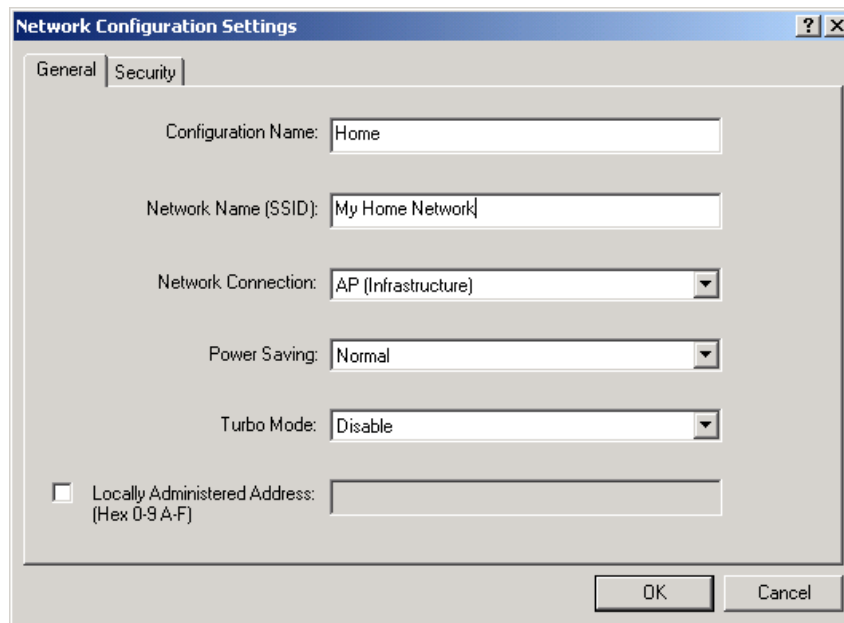 Network Configuration Settings
General Security
Configuration Name: Home
Network Name (SSID): My Home Network
Network Connection: AP (Infrastructure)
Power Saving: Normal
Turbo Mode: Disable
Locally Administered Address:
(Hex 0-9 A-F)
OK Cancel